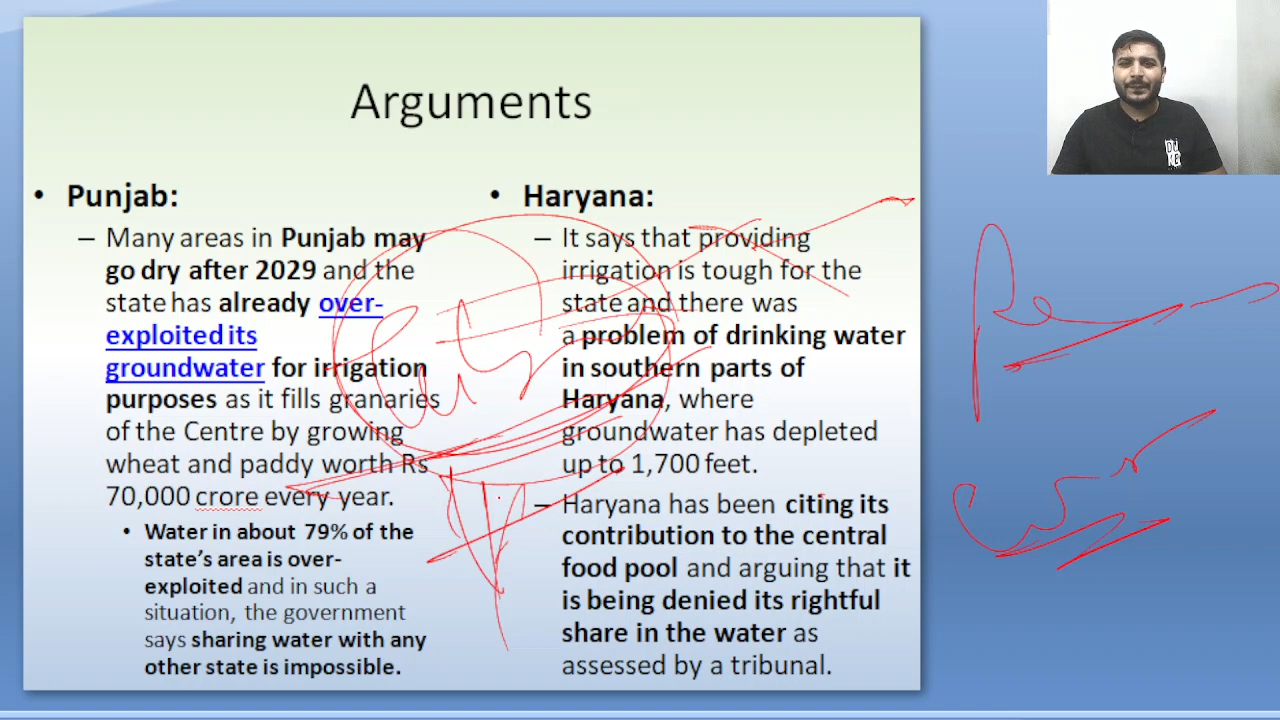 Arguments
• Punjab:
– Many areas in Punjab may
go dry after 2029 and the
state has already over-
exploited its
groundwater for irrigation
purposes as it fills granaries
of the Centre by growing
wheat and paddy worth Rs
70,000 crore every year.
• Water in about 79% of the
state's area is over-
exploited and in such a
situation, the government
says sharing water with any
other state is impossible.
• Haryana:
– It says that providing
irrigation is tough for the
state and there was
a problem of drinking water
in southern parts of
Haryana, where
groundwater has depleted
up to 1,700 feet.
– Haryana has been citing its
contribution to the central
food pool and arguing that it
is being denied its rightful
share in the water as
assessed by a tribunal.
DU
KE